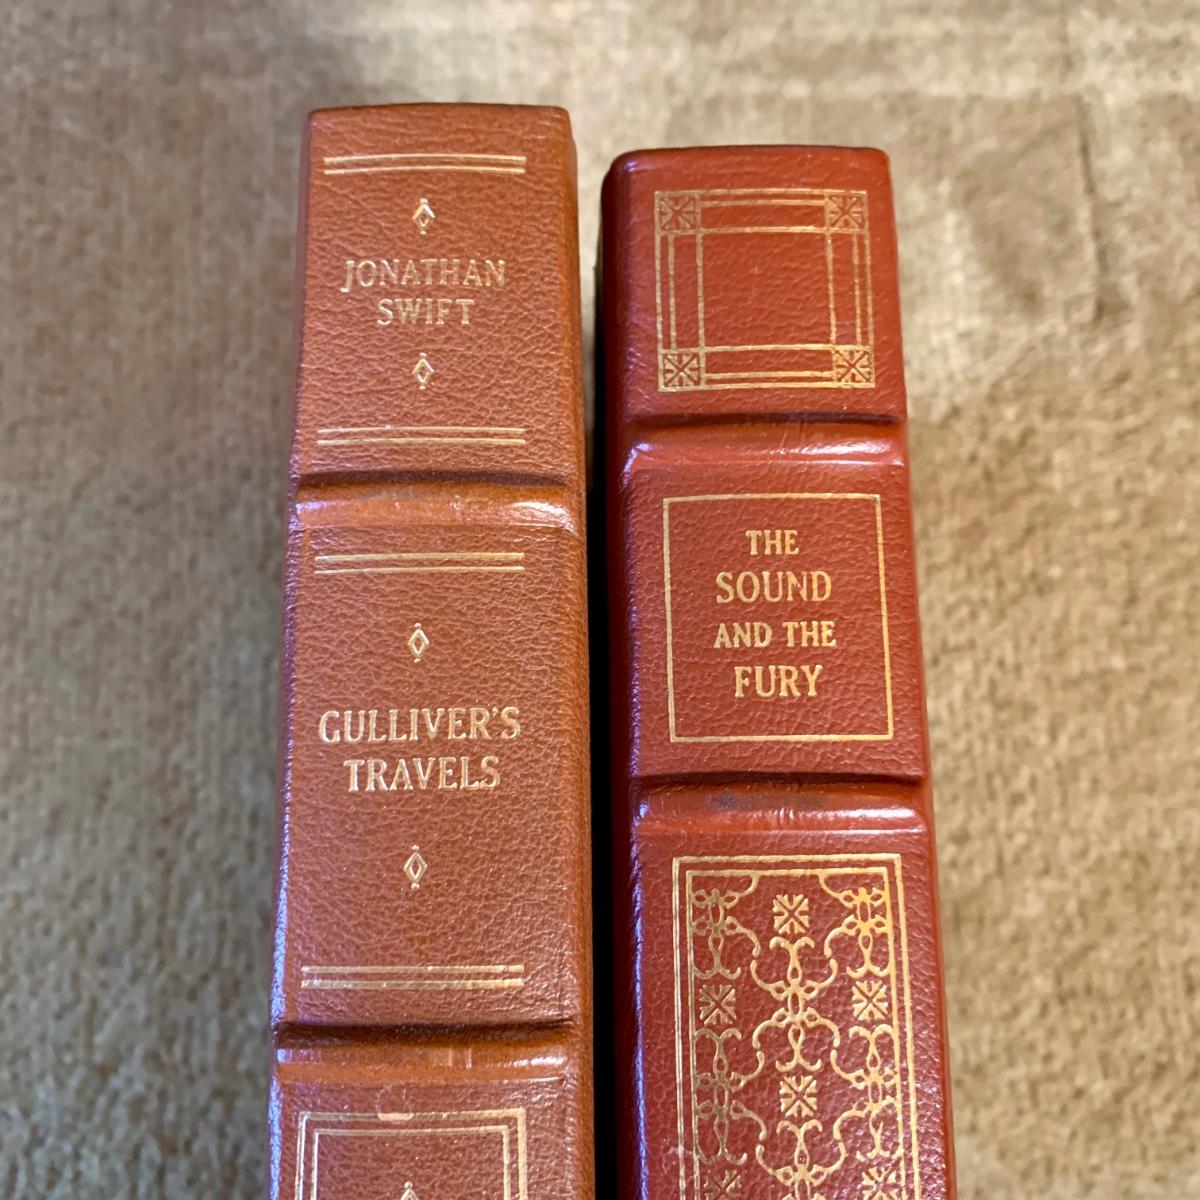 JONATHAN
SWIFT
GULLIVER'S
TRAVELS
THE
SOUND
AND THE
FURY